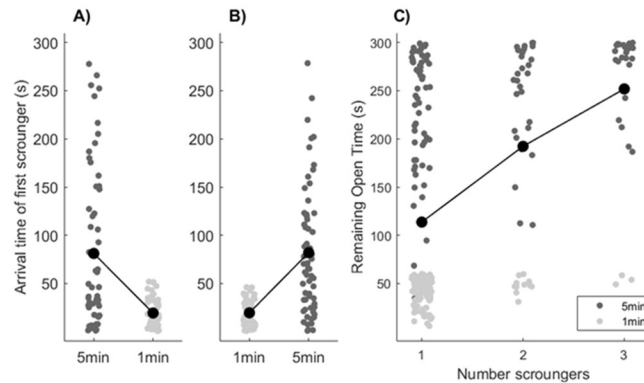 A)
B)
C)
Arrival time of first scrounger (s)
300
250
200
150
100
50
5min 1min
300
250
200
150
100
50
1min 5min
Remaining Open Time (s)
300
250
200
150
100
50
5min
1min
1 2 3
Number scroungers